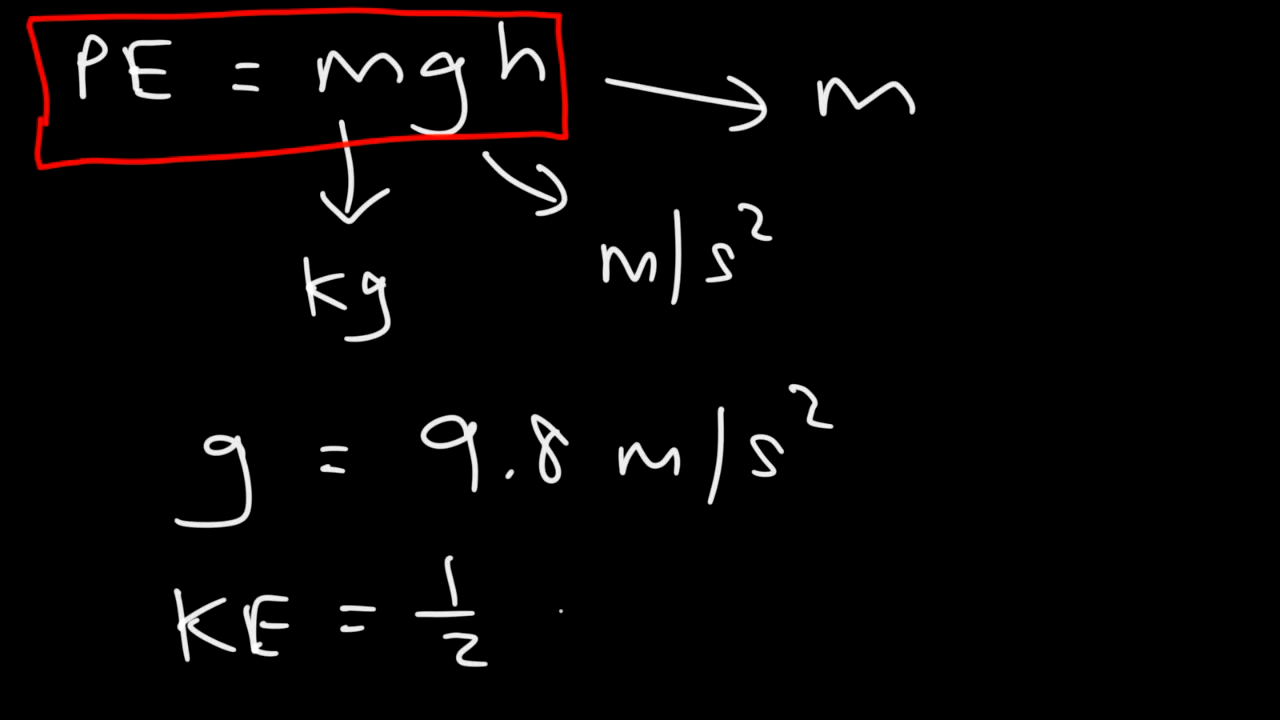 PE = mgh → m
kg
m/s²
g = 9.8 m/s²
KE = 1/2